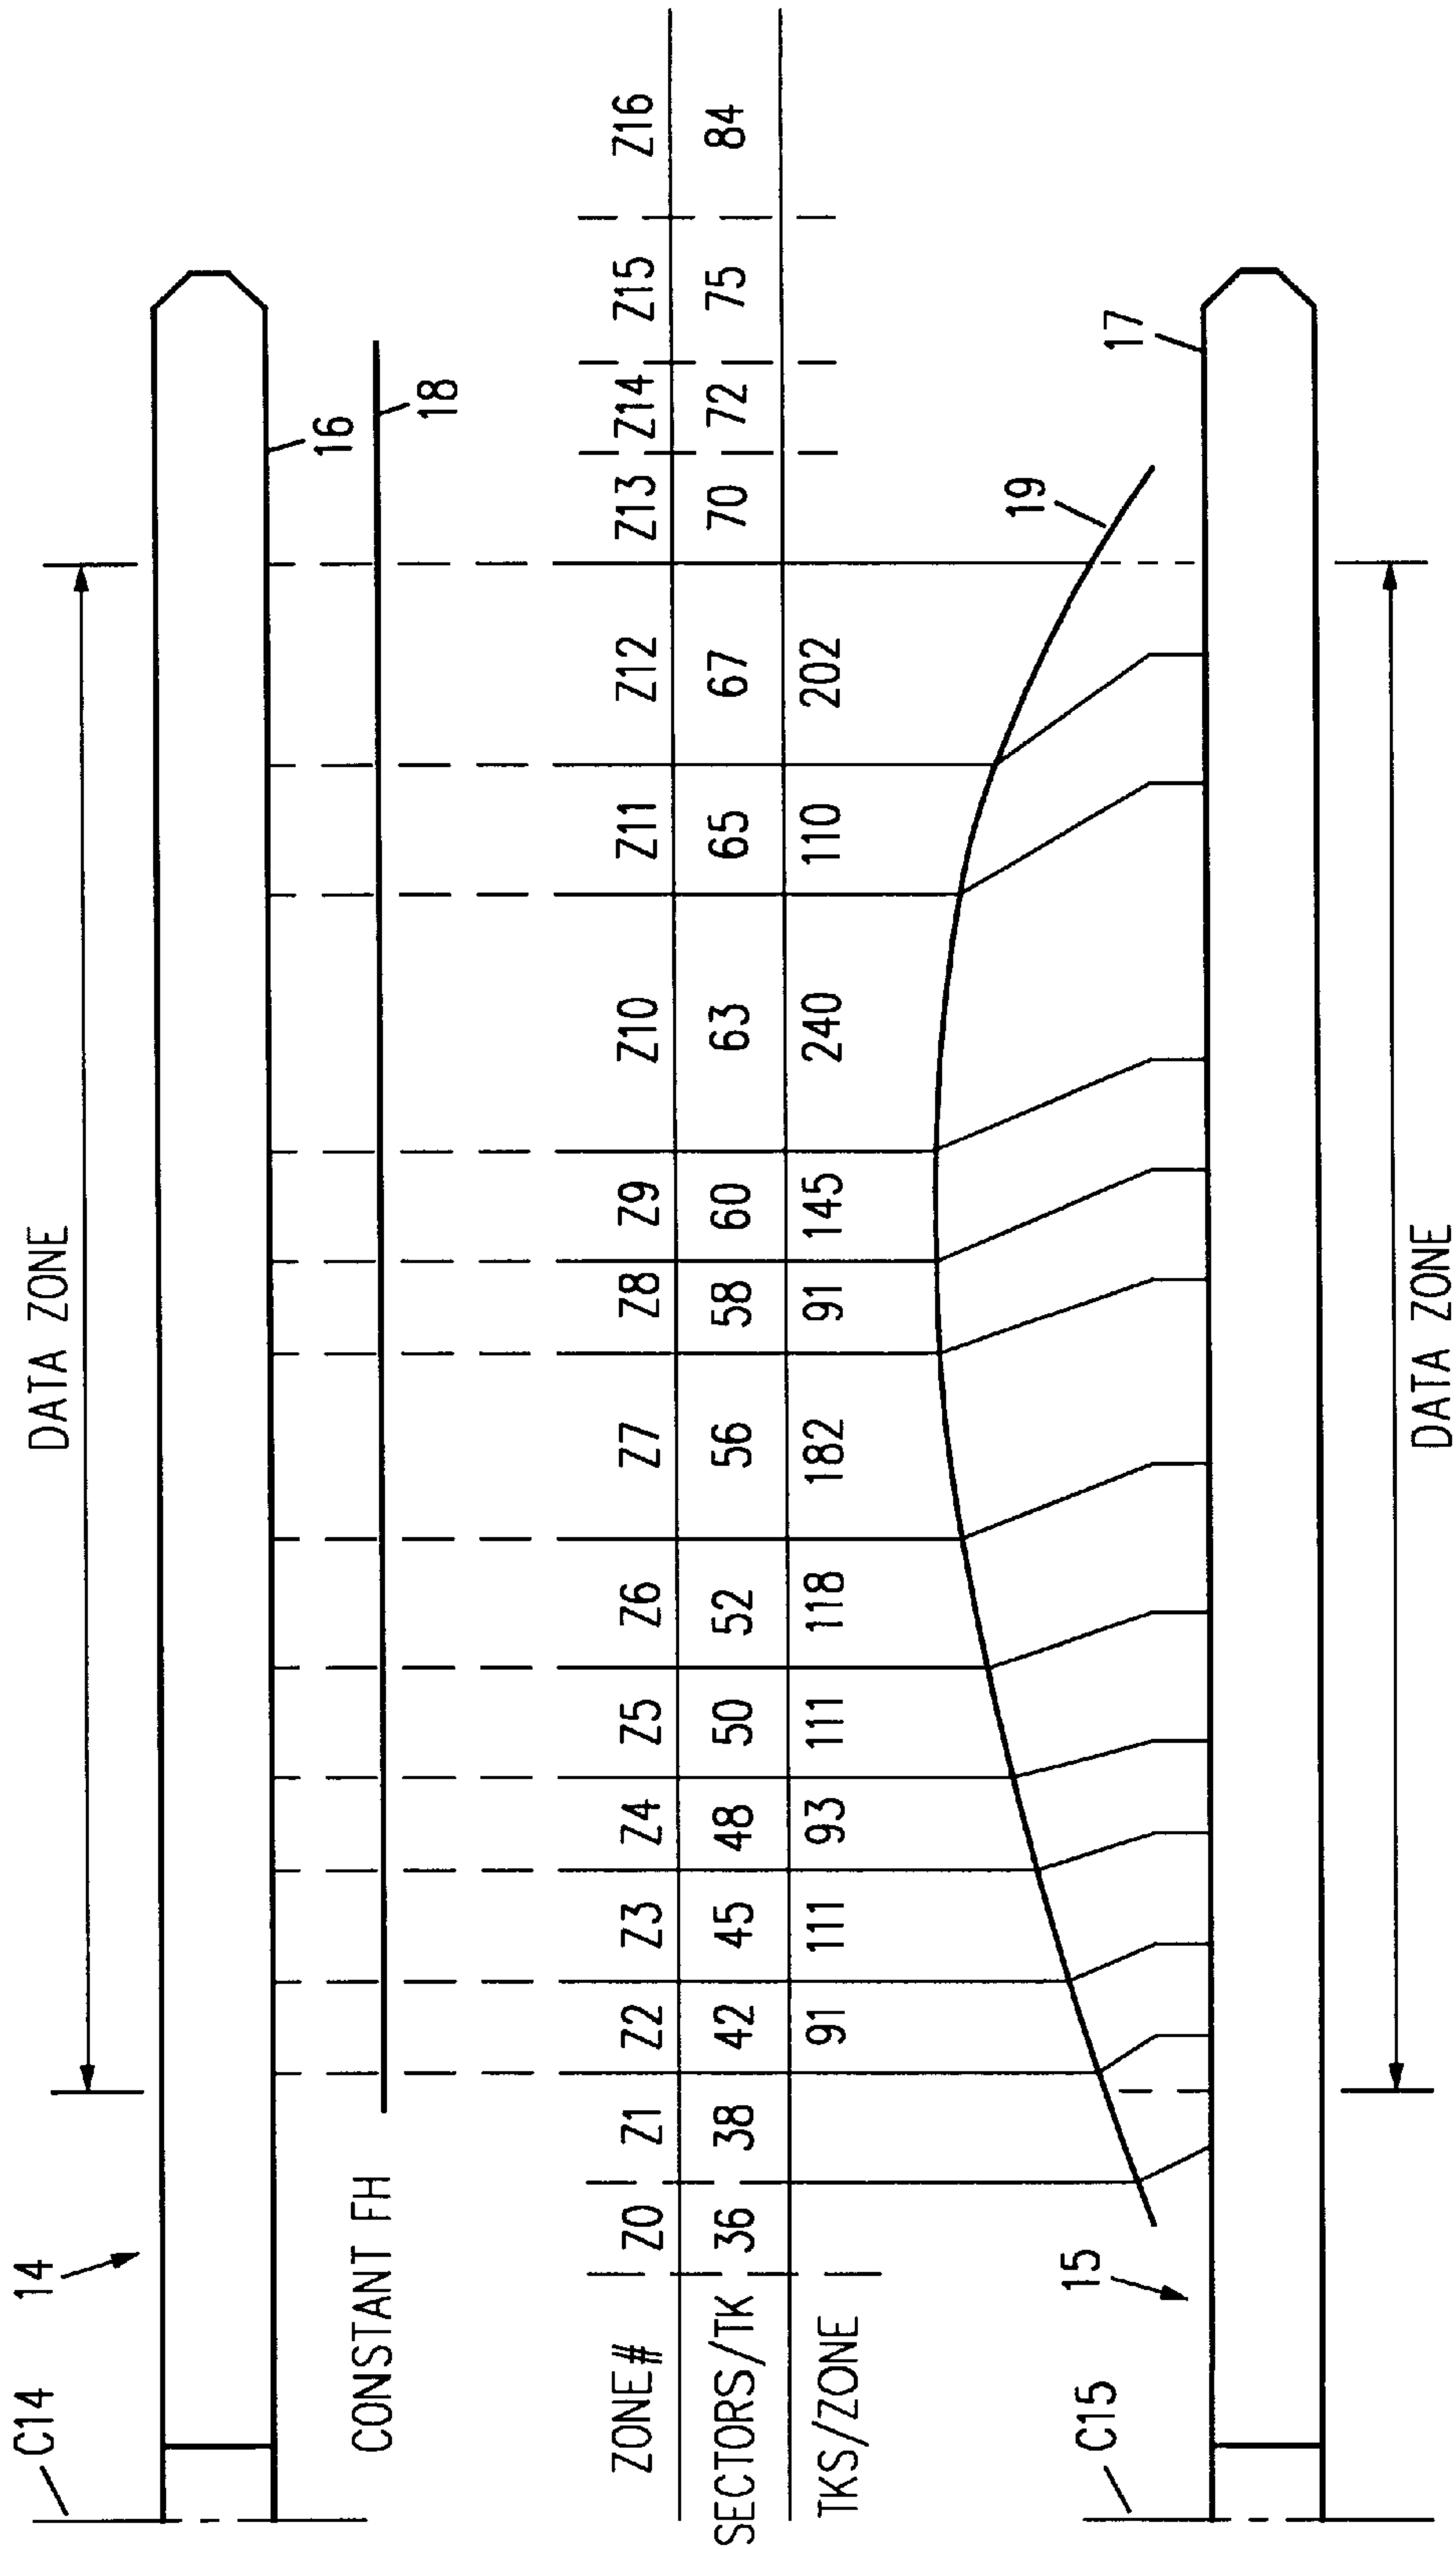 C14
14
DATA ZONE
16
CONSTANT FH
18
ZONE# Z0 Z1 Z2 Z3 Z4 Z5 Z6 Z7 Z8 Z9 Z10 Z11 Z12 Z13 Z14 Z15 Z16
SECTORS/TK 36 38 42 45 48 50 52 56 58 60 63 65 67 70 72 75 84
TKS/ZONE 91 111 93 111 118 182 91 145 240 110 202
19
C15
15
17
DATA ZONE